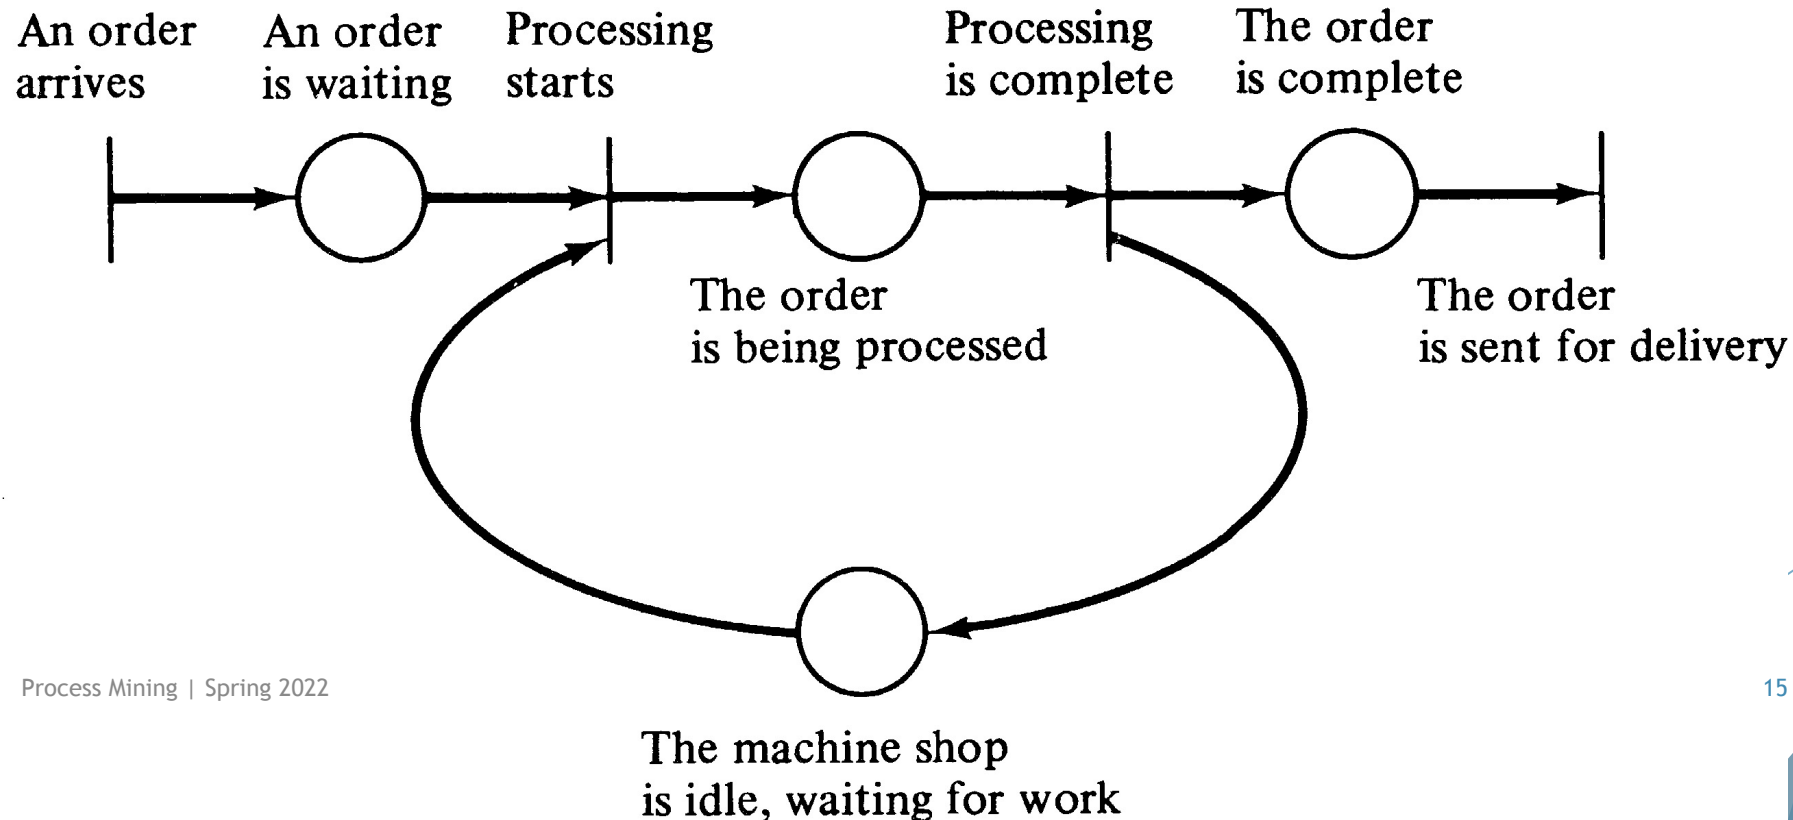 An order
arrives
An order
is waiting
Processing
starts
Processing
is complete
The order
is complete
The order
is being processed
The order
is sent for delivery
Process Mining | Spring 2022
15
The machine shop
is idle, waiting for work